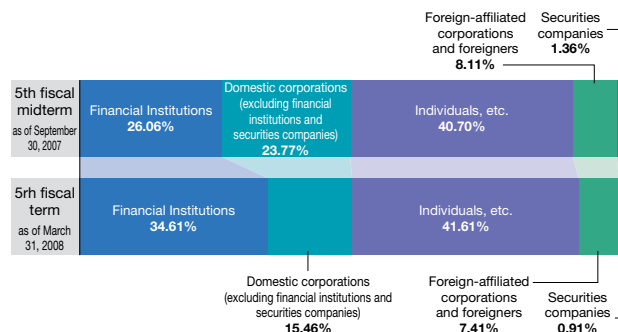 Foreign-affiliated
corporations
and foreigners
8.11%
Securities
companies
1.36%
5th fiscal
midterm
as of September
30, 2007
Financial Institutions
26.06%
Domestic corporations
(excluding financial
institutions and
securities companies)
23.77%
Individuals, etc.
40.70%
5rh fiscal
term
as of March
31, 2008
Financial Institutions
34.61%
Individuals, etc.
41.61%
Domestic corporations
(excluding financial institutions and
securities companies)
15.46%
Foreign-affiliated
corporations
and foreigners
7.41%
Securities
companies
0.91%